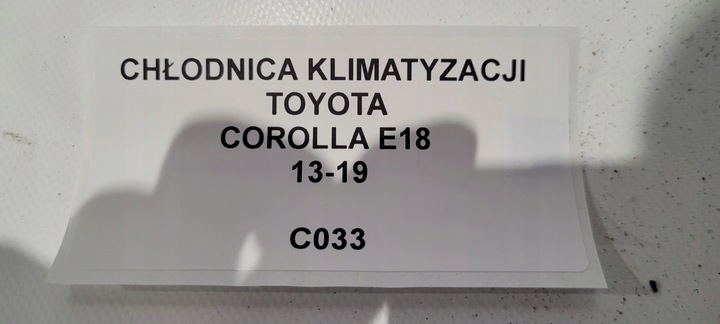 CHŁODNICA KLIMATYZACJI
TOYOTA
COROLLA E18
13-19
C033